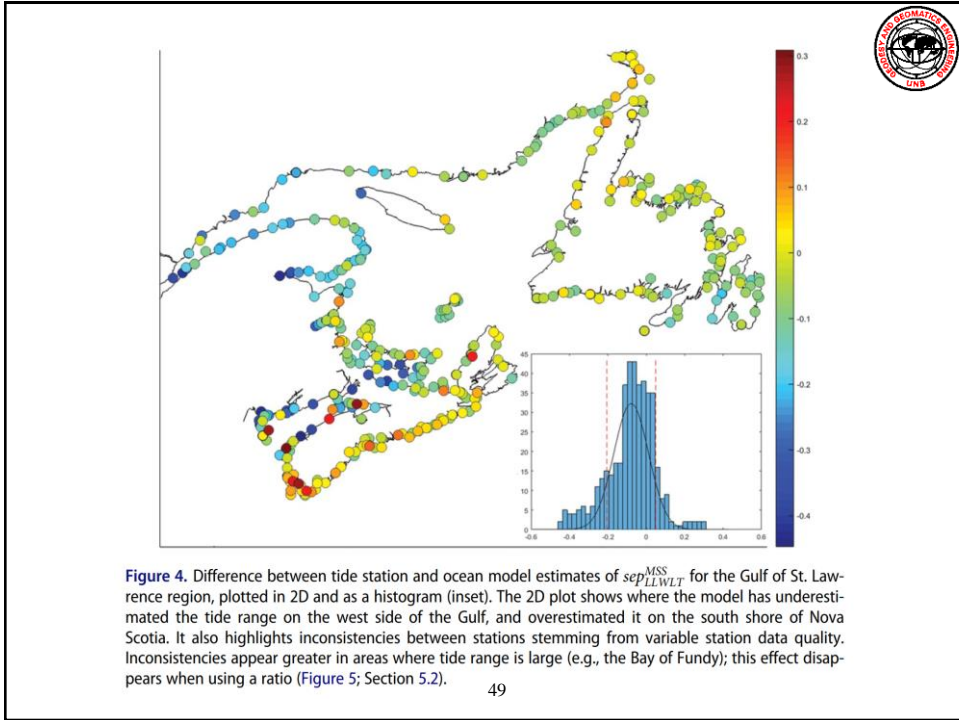 GEODESY AND GEOMATICS ENGINEERING
UNB
0.3
0.2
0.1
0
-0.1
-0.2
-0.3
-0.4
45
40
35
30
25
20
15
10
5
0
-0.6 -0.4 -0.2 0 0.2 0.4 0.6
Figure 4. Difference between tide station and ocean model estimates of sep^{MSS}_{LLWLT} for the Gulf of St. Law-
rence region, plotted in 2D and as a histogram (inset). The 2D plot shows where the model has underesti-
mated the tide range on the west side of the Gulf, and overestimated it on the south shore of Nova
Scotia. It also highlights inconsistencies between stations stemming from variable station data quality.
Inconsistencies appear greater in areas where tide range is large (e.g., the Bay of Fundy); this effect disap-
pears when using a ratio (Figure 5; Section 5.2).
49